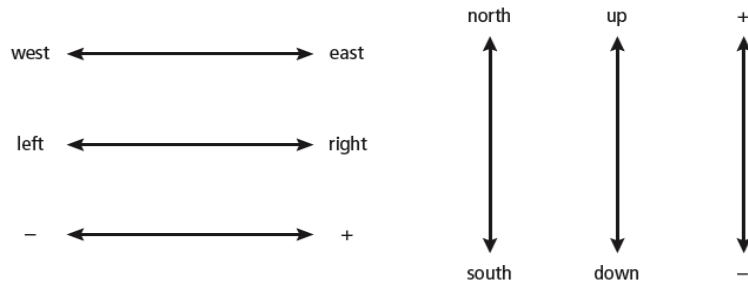 west east
left right
− +
north up +
south down −